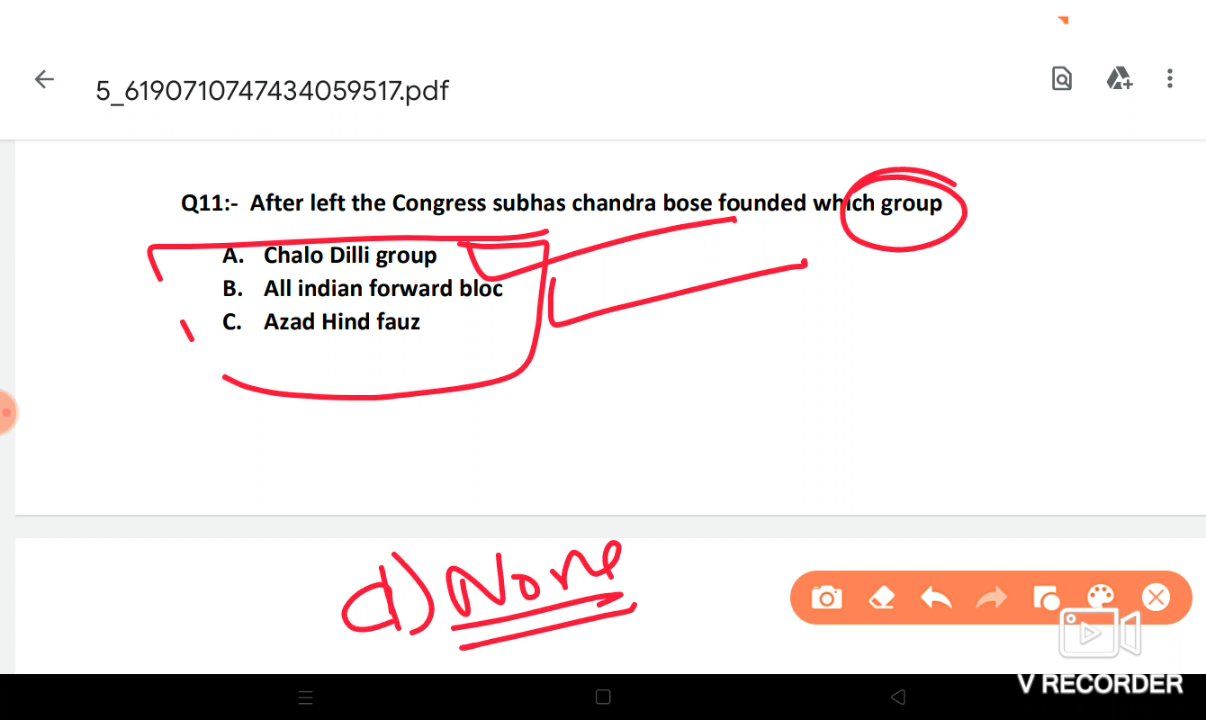 5_6190710747434059517.pdf
Q11:- After left the Congress subhas chandra bose founded which group
A. Chalo Dilli group
B. All indian forward bloc
C. Azad Hind fauz
d) None
V RECORDER